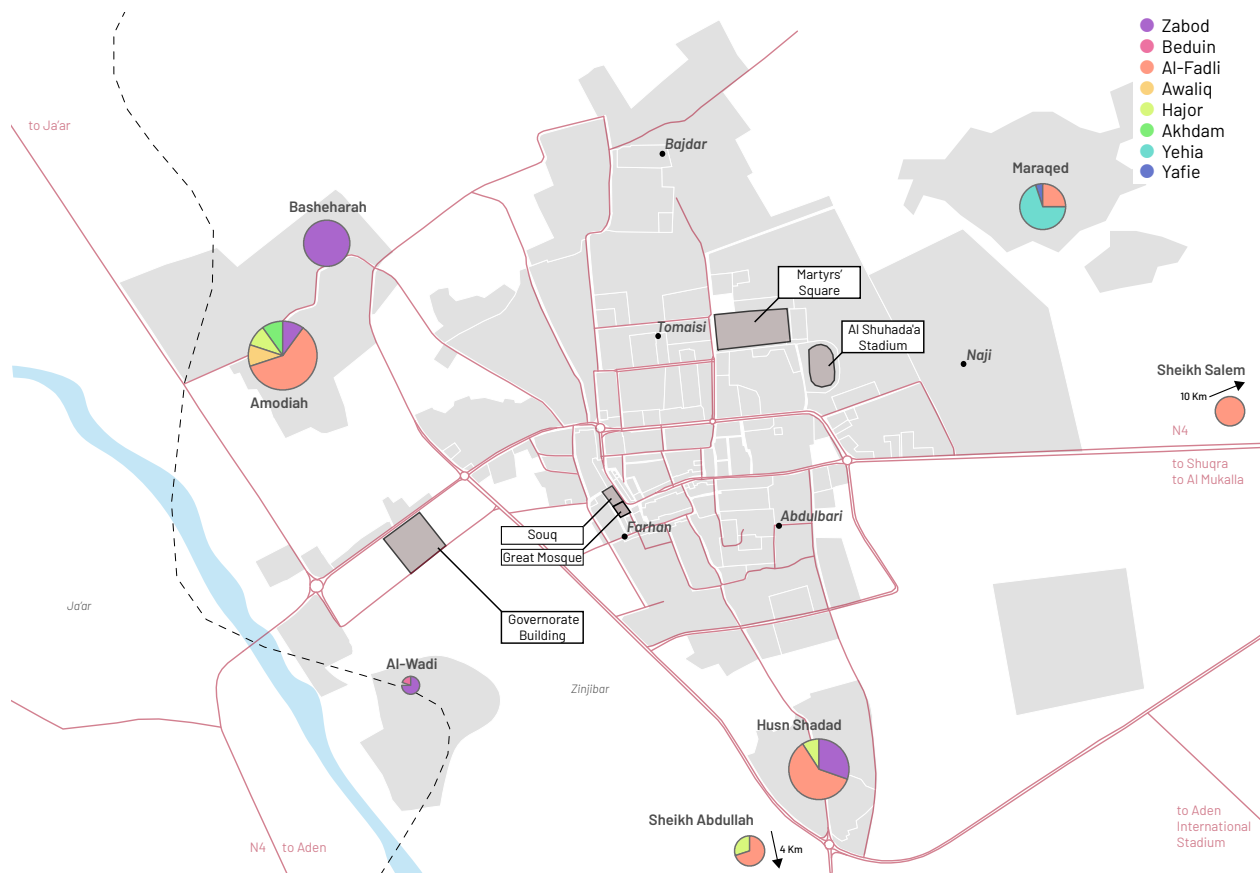 Zabod
Beduin
Al-Fadli
Awaliq
Hajor
Akhdam
Yehia
Yafie
to Ja'ar
Bajdar
Maraqed
Basheharah
Martyrs'
Square
Tomaisi
Al Shuhada'a
Stadium
Naji
Sheikh Salem
10 Km
Amodiah
N4
to Shuqra
to Al Mukalla
Souq
Great Mosque
Farhan
Abdulbari
Ja'ar
Governorate
Building
Al-Wadi
Zinjibar
Husn Shadad
Sheikh Abdullah
4 Km
to Aden
International
Stadium
N4
to Aden